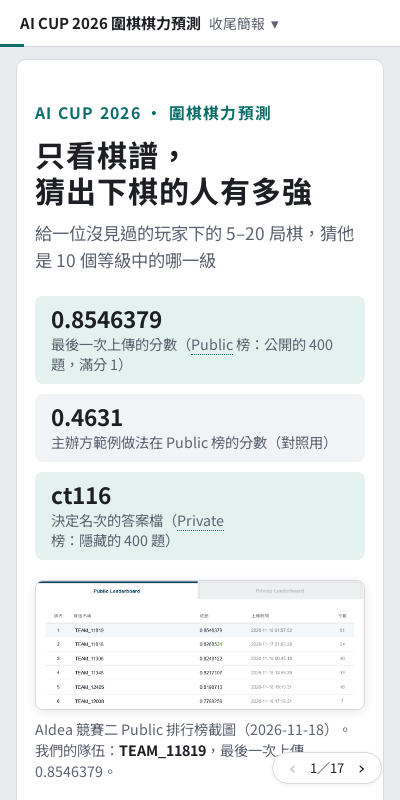 AI CUP 2026 圍棋棋力預測 收尾簡報 ▾
AI CUP 2026 · 圍棋棋力預測
只看棋譜，
猜出下棋的人有多強
給一位沒見過的玩家下的 5–20 局棋，猜他
是 10 個等級中的哪一級
0.8546379
最後一次上傳的分數（Public 榜：公開的 400
題，滿分 1）
0.4631
主辦方範例做法在 Public 榜的分數（對照用）
ct116
決定名次的答案檔（Private
榜：隱藏的 400 題）
Public Leaderboard Private Leaderboard
1 TEAM_11819 0.8546379
AIdea 競賽二 Public 排行榜截圖（2026-11-18）。
我們的隊伍：TEAM_11819，最後一次上傳
0.8546379。
‹ 1／17 ›